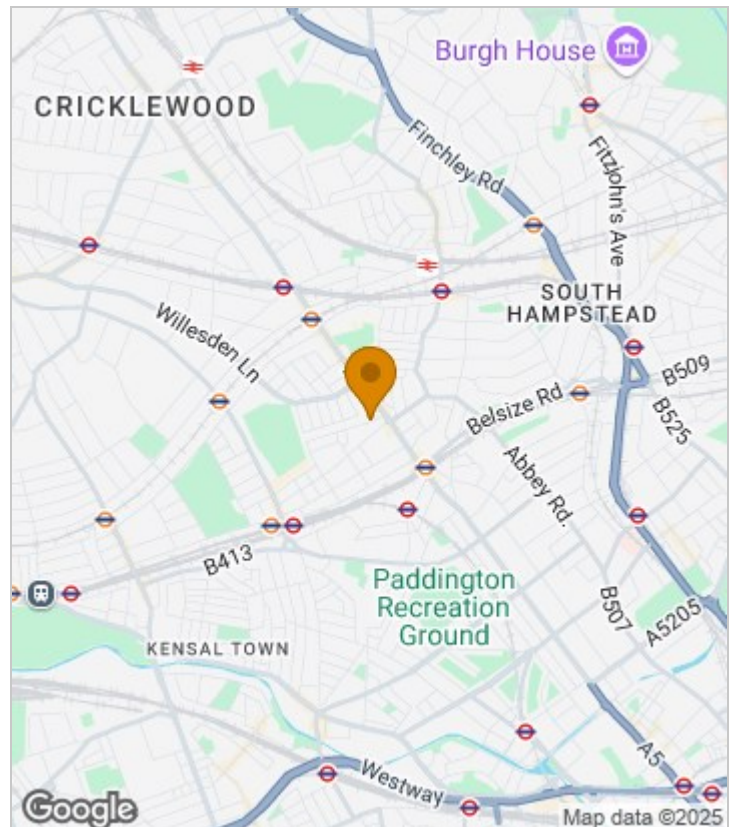 Burgh House
CRICKLEWOOD
Finchley Rd
Fitzjohn's Ave
SOUTH
HAMPSTEAD
Willesden Ln
B509
Belsize Rd
B525
Abbey Rd.
B413
Paddington
Recreation
Ground
B507
A5205
KENSAL TOWN
A5
Westway
Google
Map data ©2025